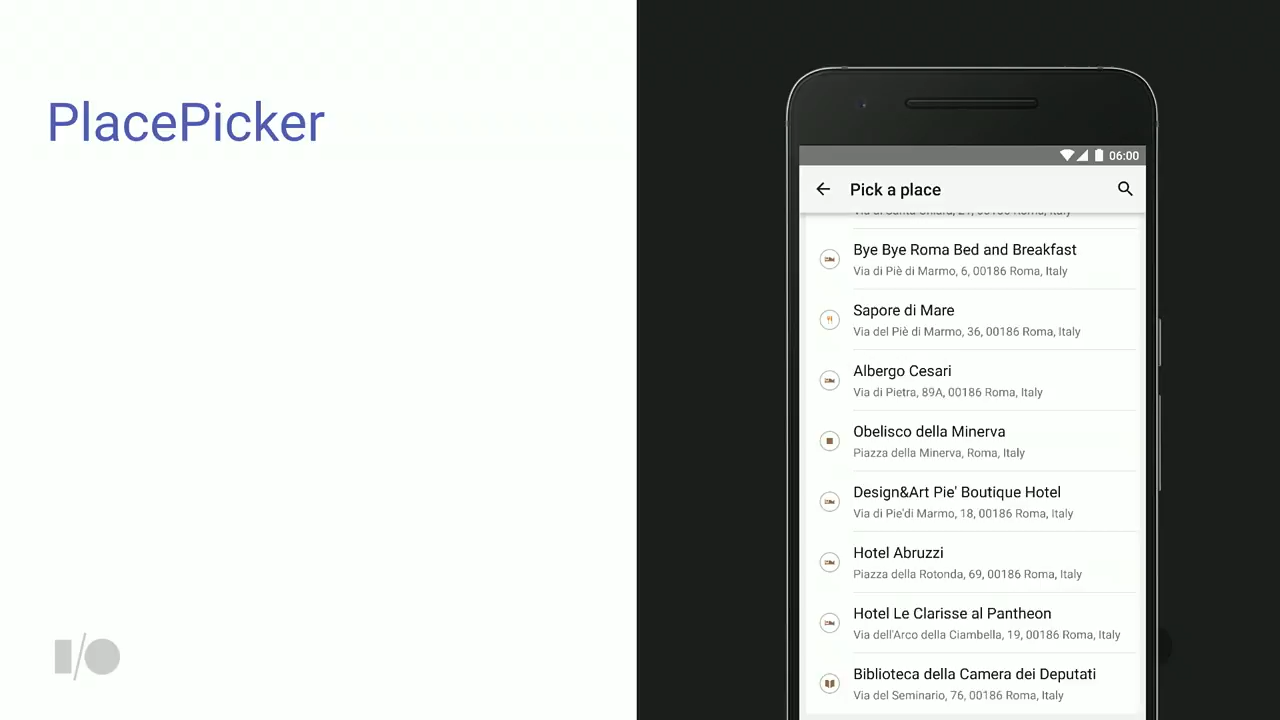 PlacePicker
06:00
Pick a place
Bye Bye Roma Bed and Breakfast
Via di Piè di Marmo, 6, 00186 Roma, Italy
Sapore di Mare
Via del Piè di Marmo, 36, 00186 Roma, Italy
Albergo Cesari
Via di Pietra, 89A, 00186 Roma, Italy
Obelisco della Minerva
Piazza della Minerva, Roma, Italy
Design&Art Pie' Boutique Hotel
Via di Pie'di Marmo, 18, 00186 Roma, Italy
Hotel Abruzzi
Piazza della Rotonda, 69, 00186 Roma, Italy
Hotel Le Clarisse al Pantheon
Via dell'Arco della Ciambella, 19, 00186 Roma, Italy
Biblioteca della Camera dei Deputati
Via del Seminario, 76, 00186 Roma, Italy
I/O